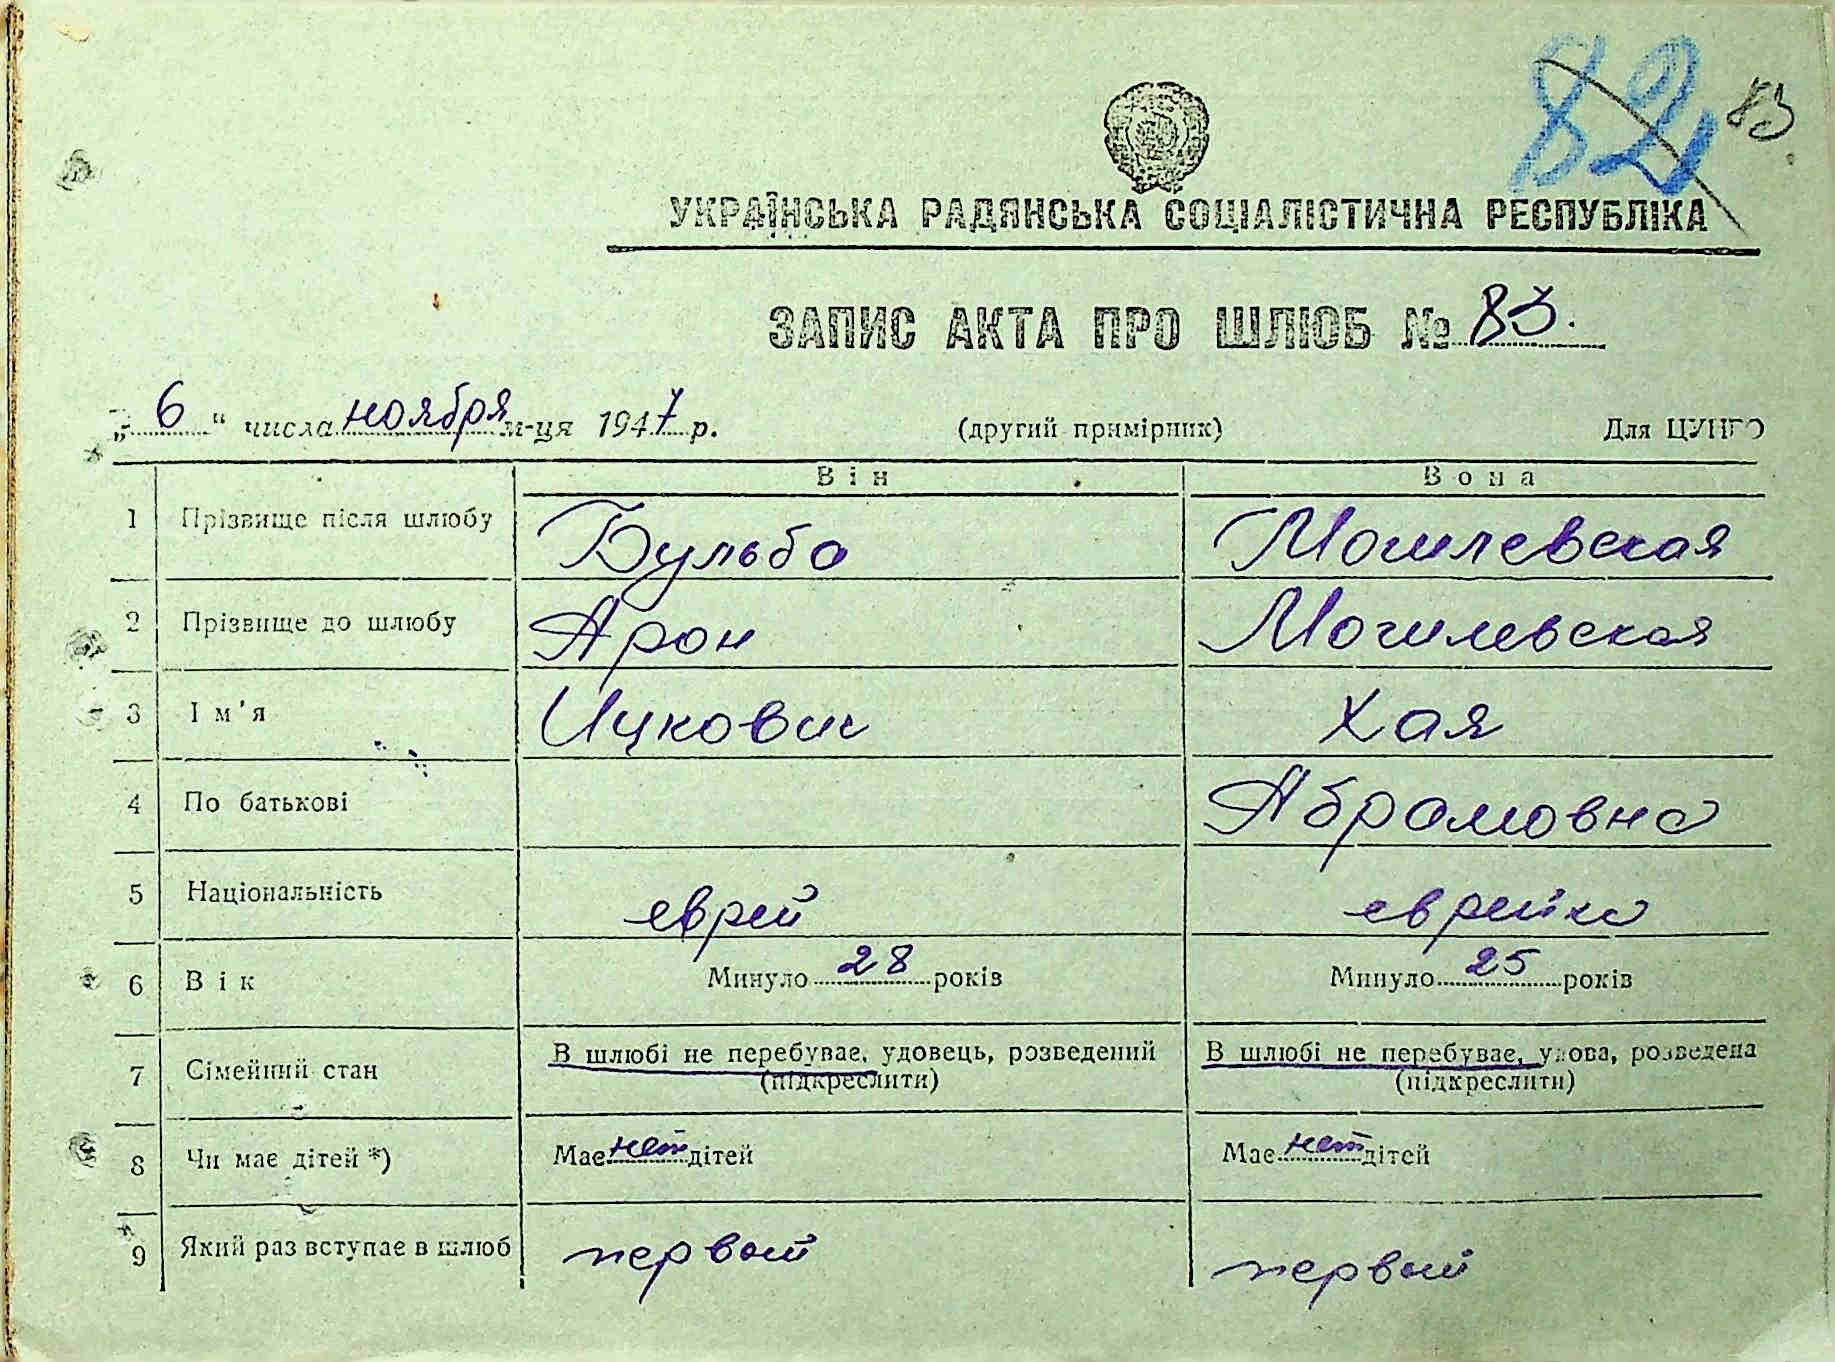 82 83
УКРАЇНСЬКА РАДЯНСЬКА СОЦІАЛІСТИЧНА РЕСПУБЛІКА
ЗАПИС АКТА ПРО ШЛЮБ № 83.
„6“ числа ноября м-ця 1947 р. (другий примірник) Для ЦУНГО
Він Вона
1 Прізвище після шлюбу Бульба Могилевская
2 Прізвище до шлюбу Арон Могилевская
3 Ім'я Ицкович Хая
4 По батькові Абрамовна
5 Національність еврей еврейка
6 Вік Минуло 28 років Минуло 25 років
7 Сімейний стан В шлюбі не перебуває, удовець, розведений В шлюбі не перебуває, удова, розведена
(підкреслити) (підкреслити)
8 Чи має дітей *) Має нет дітей Має нет дітей
9 Який раз вступає в шлюб первый первый